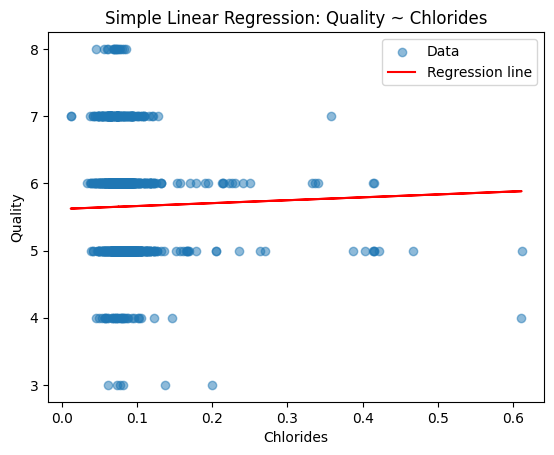 Simple Linear Regression: Quality ~ Chlorides
Data
Regression line
8
7
6
5
4
3
Quality
0.0 0.1 0.2 0.3 0.4 0.5 0.6
Chlorides